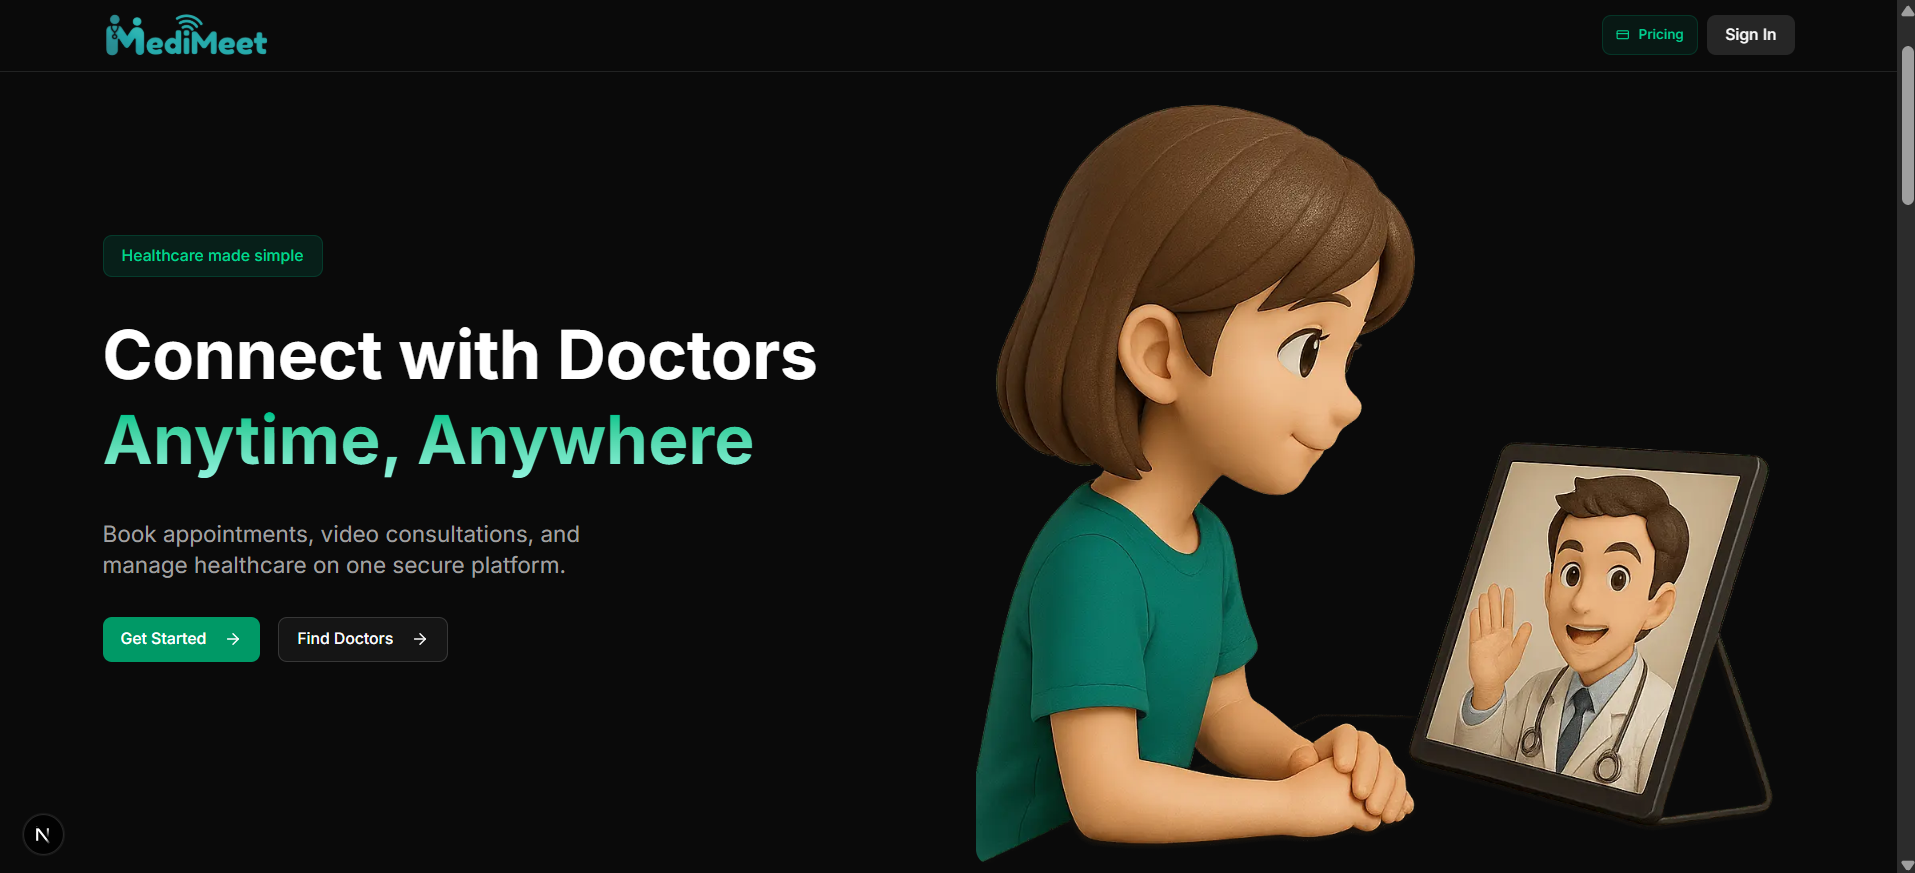 MediMeet
Pricing
Sign In
Healthcare made simple
Connect with Doctors
Anytime, Anywhere
Book appointments, video consultations, and
manage healthcare on one secure platform.
Get Started
Find Doctors
N